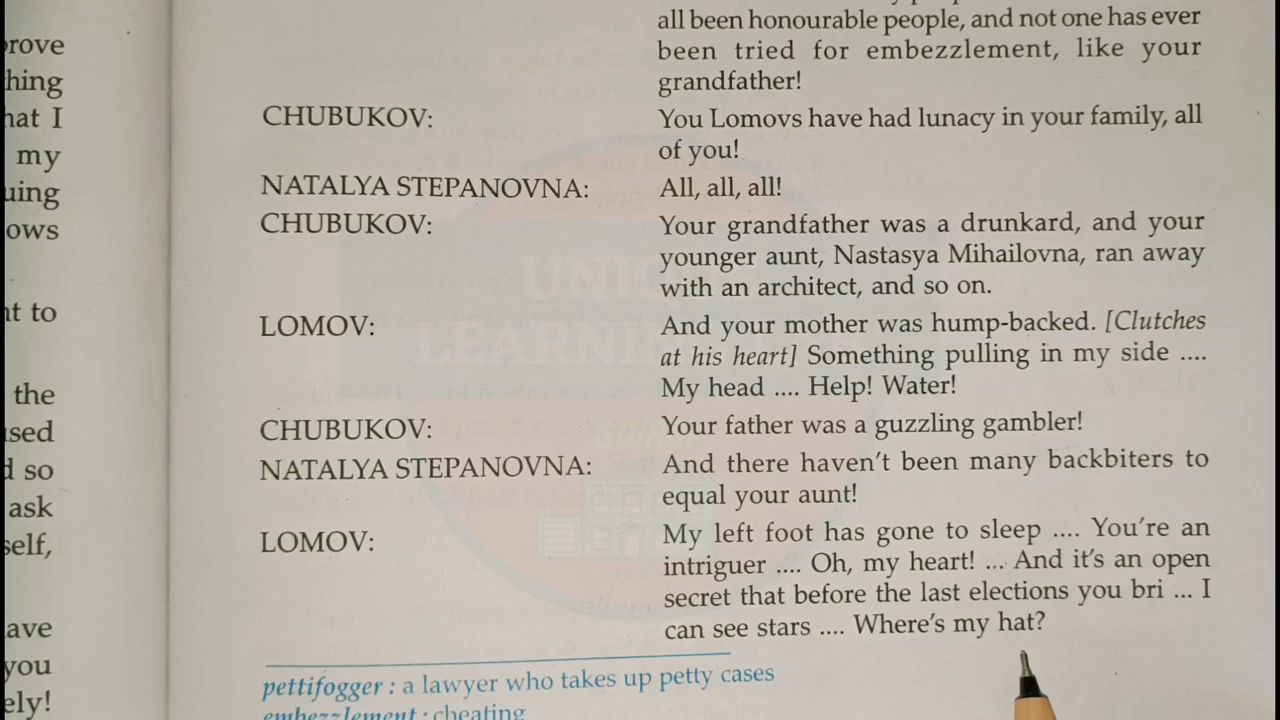 rove
hing
hat I
my
uing
ows
nt to
the
used
d so
ask
self,
ave
you
ely!
all been honourable people, and not one has ever
been tried for embezzlement, like your
grandfather!
CHUBUKOV: You Lomovs have had lunacy in your family, all
of you!
NATALYA STEPANOVNA: All, all, all!
CHUBUKOV: Your grandfather was a drunkard, and your
younger aunt, Nastasya Mihailovna, ran away
with an architect, and so on.
LOMOV: And your mother was hump-backed. [Clutches
at his heart] Something pulling in my side ....
My head .... Help! Water!
CHUBUKOV: Your father was a guzzling gambler!
NATALYA STEPANOVNA: And there haven't been many backbiters to
equal your aunt!
LOMOV: My left foot has gone to sleep .... You're an
intriguer .... Oh, my heart! ... And it's an open
secret that before the last elections you bri ... I
can see stars .... Where's my hat?
pettifogger : a lawyer who takes up petty cases
embezzlement : cheating
UNIQUE
LEARNING